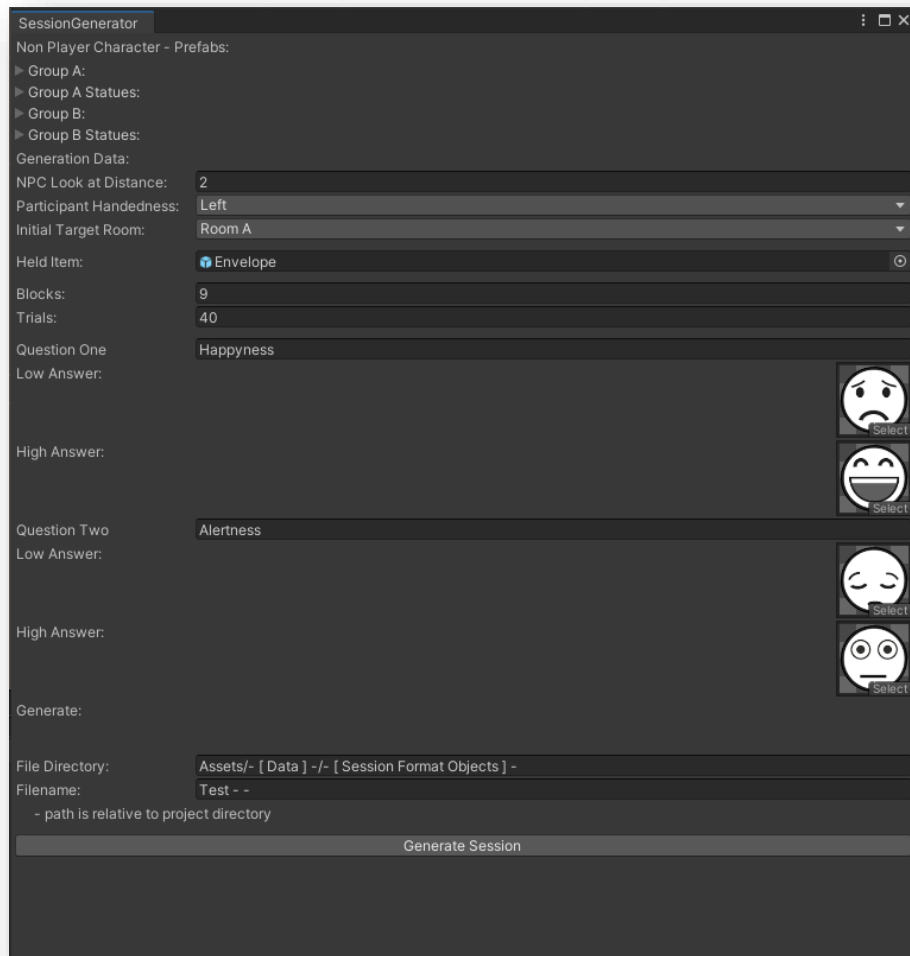 SessionGenerator
Non Player Character - Prefabs:
Group A:
Group A Statues:
Group B:
Group B Statues:
Generation Data:
NPC Look at Distance: 2
Participant Handedness: Left
Initial Target Room: Room A
Held Item: Envelope
Blocks: 9
Trials: 40
Question One Happyness
Low Answer:
Select
High Answer:
Select
Question Two Alertness
Low Answer:
Select
High Answer:
Select
Generate:
File Directory: Assets/- [ Data ] -/- [ Session Format Objects ] -
Filename: Test - -
- path is relative to project directory
Generate Session